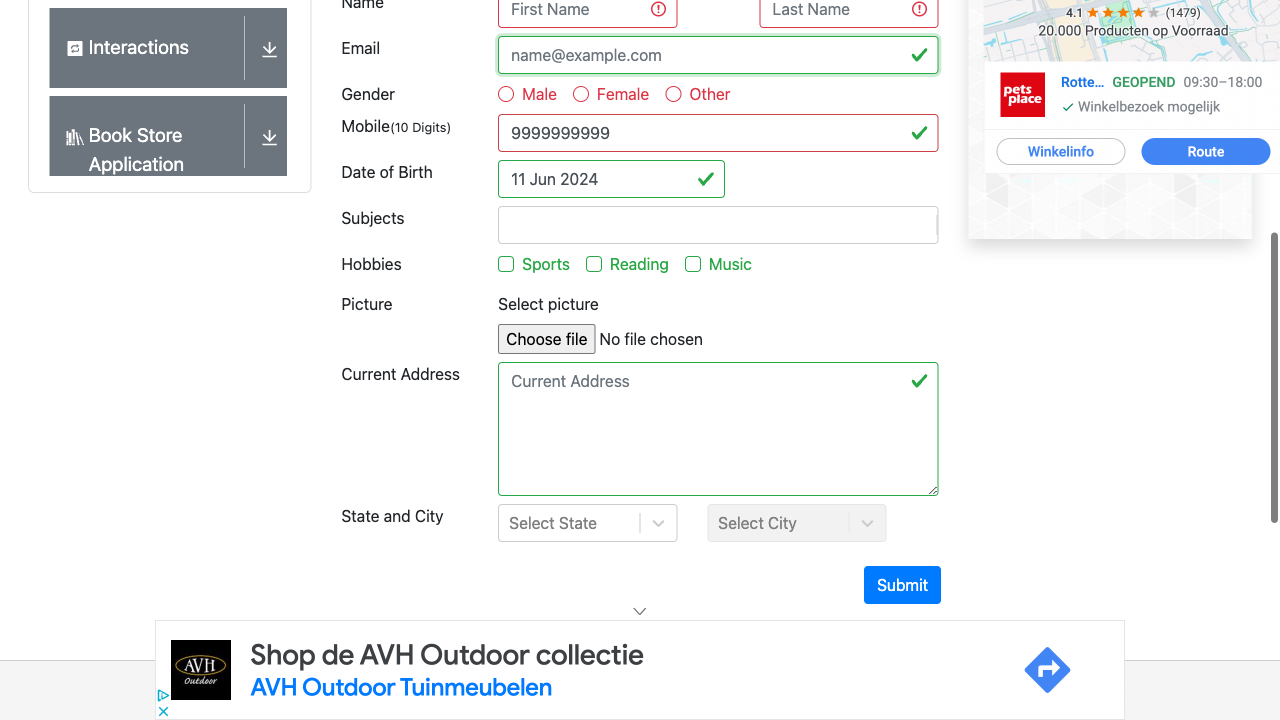 Interactions
Book Store
Application
Name
First Name
Last Name
Email
name@example.com
Gender
Male
Female
Other
Mobile(10 Digits)
9999999999
Date of Birth
11 Jun 2024
Subjects
Hobbies
Sports
Reading
Music
Picture
Select picture
Choose file No file chosen
Current Address
Current Address
State and City
Select State
Select City
Submit
4.1 ★★★★★ (1479)
20.000 Producten op Voorraad
pets place
Rotte... GEOPEND 09:30–18:00
Winkelbezoek mogelijk
Winkelinfo
Route
AVH
Outdoor
Shop de AVH Outdoor collectie
AVH Outdoor Tuinmeubelen